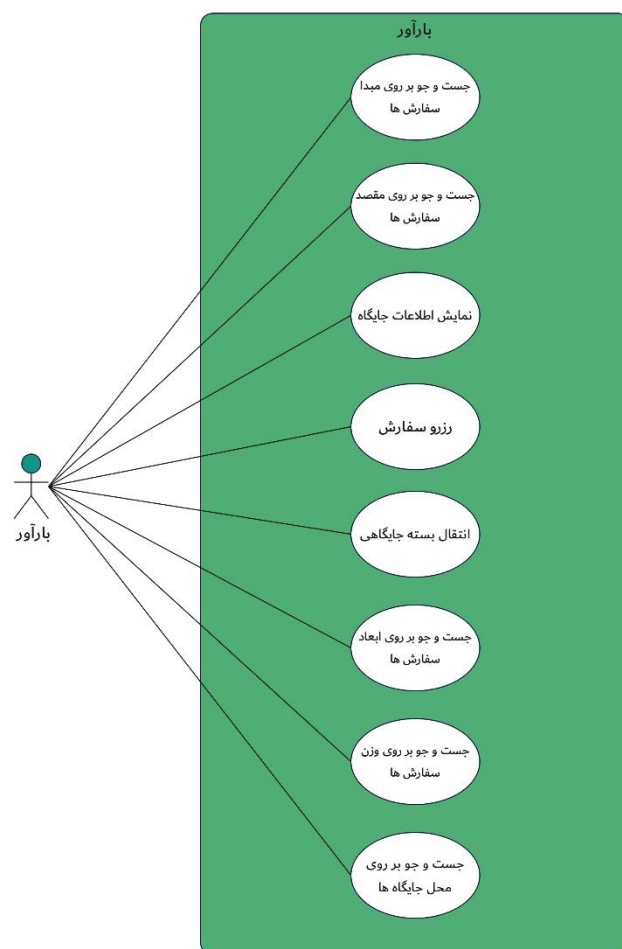 بارآور
جست و جو بر روی مبدا
سفارش ها
جست و جو بر روی مقصد
سفارش ها
نمایش اطلاعات جایگاه
رزرو سفارش
بارآور
انتقال بسته جایگاهی
جست و جو بر روی ابعاد
سفارش ها
جست و جو بر روی وزن
سفارش ها
جست و جو بر روی
محل جایگاه ها